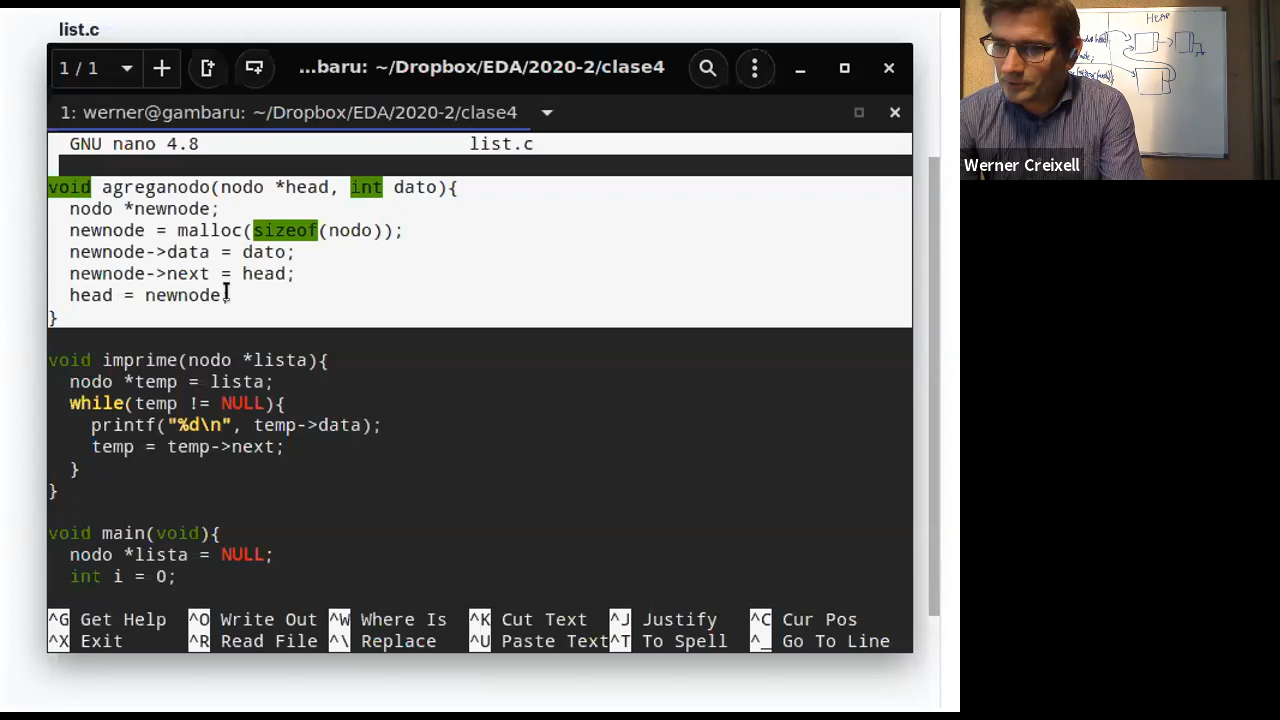 list.c
1 / 1
...baru: ~/Dropbox/EDA/2020-2/clase4
1: werner@gambaru: ~/Dropbox/EDA/2020-2/clase4
GNU nano 4.8 list.c
void agreganodo(nodo *head, int dato){
nodo *newnode;
newnode = malloc(sizeof(nodo));
newnode->data = dato;
newnode->next = head;
head = newnode;
}
void imprime(nodo *lista){
nodo *temp = lista;
while(temp != NULL){
printf("%d\n", temp->data);
temp = temp->next;
}
}
void main(void){
nodo *lista = NULL;
int i = 0;
^G Get Help ^O Write Out ^W Where Is ^K Cut Text ^J Justify ^C Cur Pos
^X Exit ^R Read File ^\ Replace ^U Paste Text ^T To Spell ^_ Go To Line
HEAP
Werner Creixell